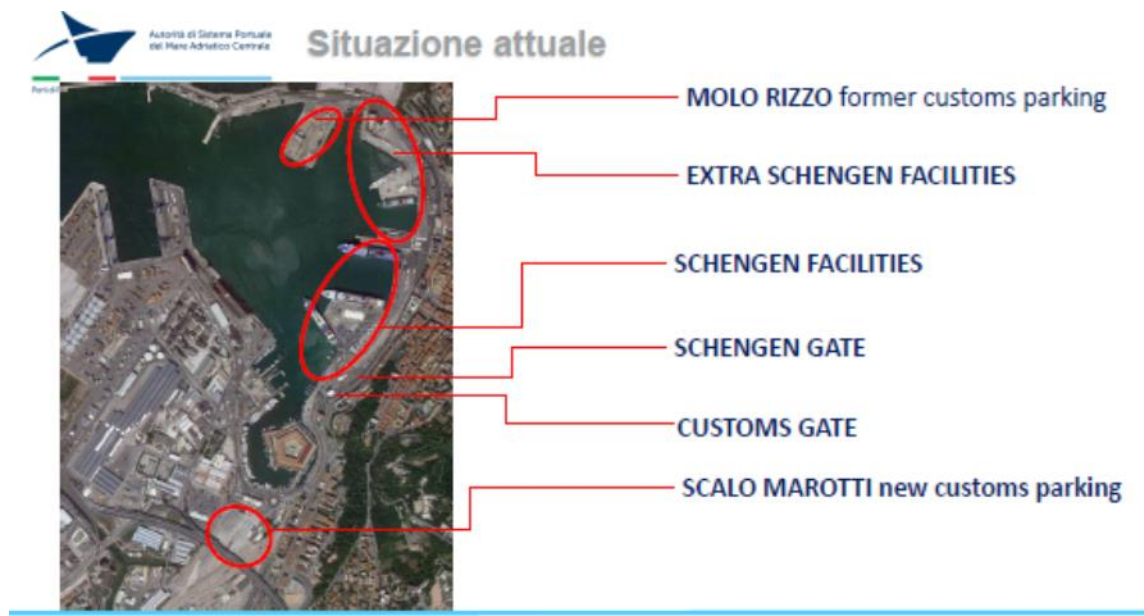 Autorità di Sistema Portuale
del Mare Adriatico Centrale
Situazione attuale
MOLO RIZZO former customs parking
EXTRA SCHENGEN FACILITIES
SCHENGEN FACILITIES
SCHENGEN GATE
CUSTOMS GATE
SCALO MAROTTI new customs parking